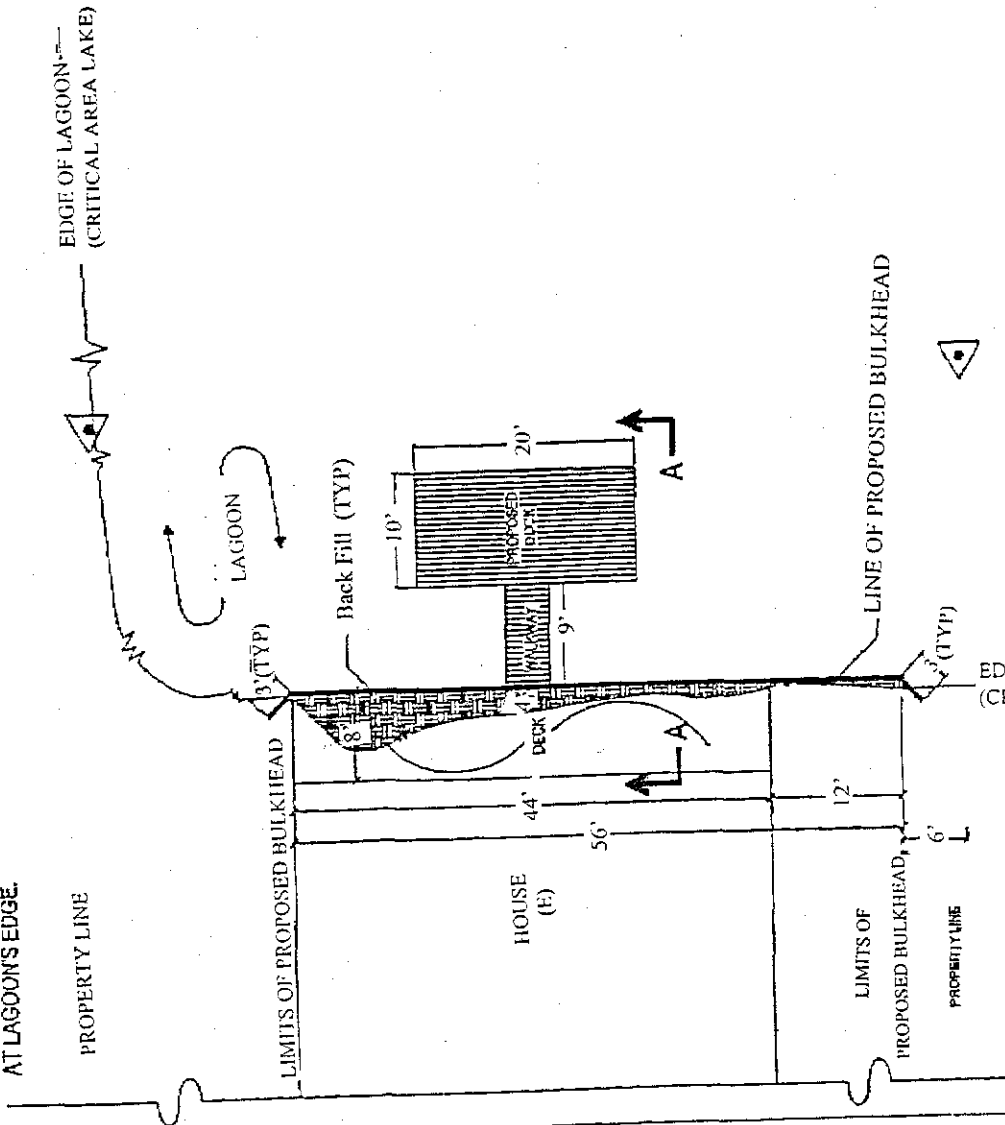 AT LAGOON'S EDGE.
PROPERTY LINE
EDGE OF LAGOON
(CRITICAL AREA LAKE)
LAGOON
3'(TYP)
Back Fill (TYP)
LIMITS OF PROPOSED BULKHEAD
8'
10'
20'
PROPOSED
DECK
WALKWAY
9'
4'
DECK
A
A
44'
56'
12'
6'
HOUSE
(E)
LINE OF PROPOSED BULKHEAD
3'(TYP)
ED
LIMITS OF
PROPOSED BULKHEAD
PROPERTY LINE